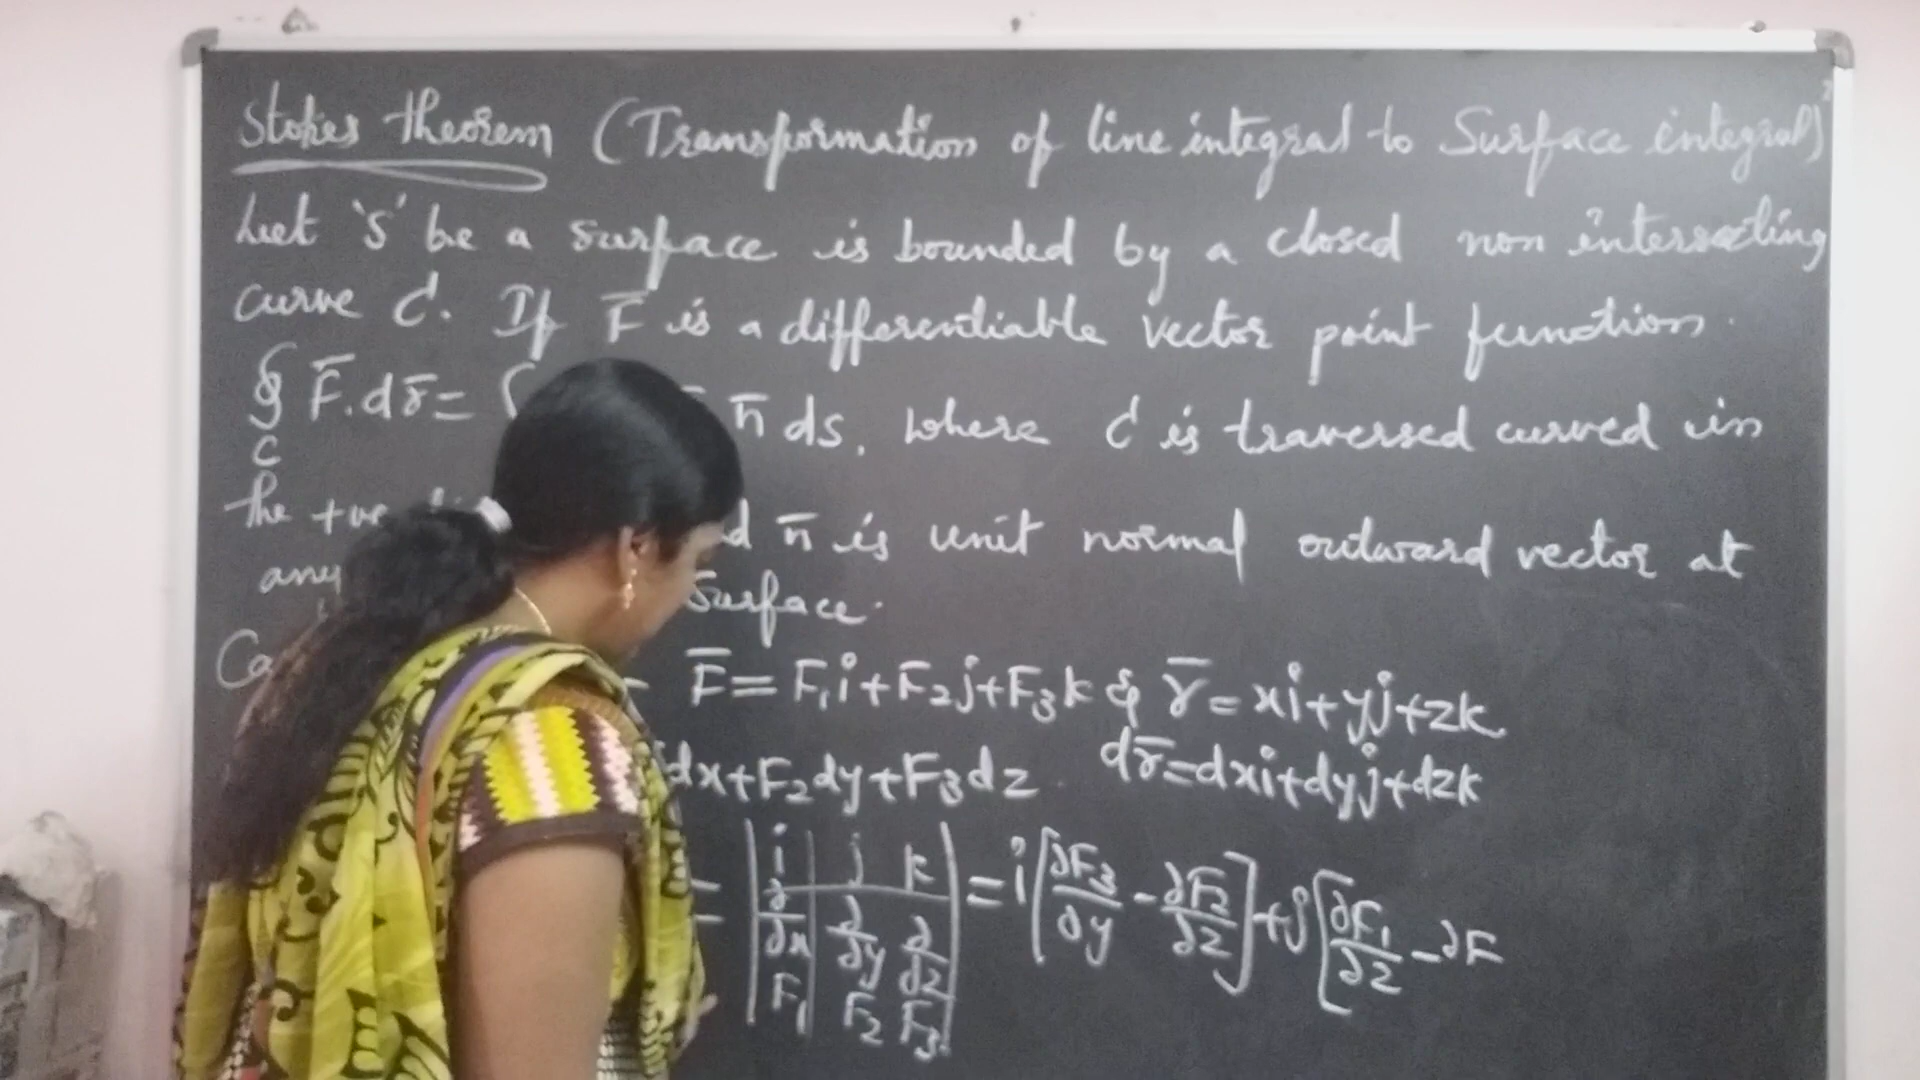 Stokes theorem (Transformation of line integral to Surface integral)
Let 's' be a surface is bounded by a closed non intersecting
curve C. If F̅ is a differentiable vector point function.
∮ F̅.dr̅ = ∫ n̅ ds, where C is traversed curved in
C
the +ve n̅ is unit normal outward vector at
any surface.
F̅ = F₁i+F₂j+F₃k & r̅ = xi+yj+zk
dx+F₂dy+F₃dz dr̅=dxi+dyj+dzk
= | i j k | = i[∂F₃/∂y - ∂F₂/∂z]+j[∂F₁/∂z - ∂F
∂/∂x ∂/∂y ∂/∂z
F₁ F₂ F₃